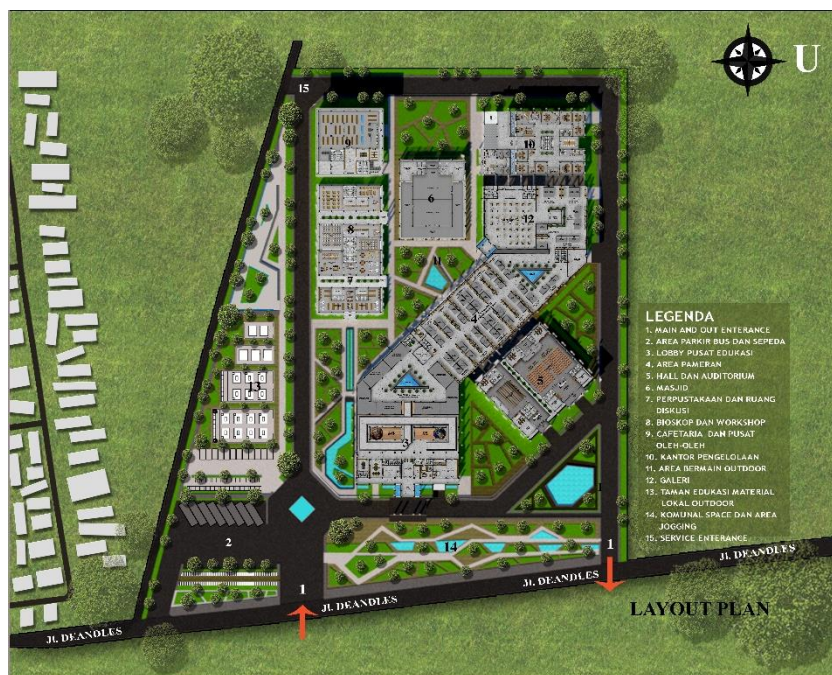 U
15
9
10
6
12
8
11
7
4
5
13
3
2
14
1
1
LEGENDA
1. MAIN AND OUT ENTERANCE
2. AREA PARKIR BUS DAN SEPEDA
3. LOBBY PUSAT EDUKASI
4. AREA PAMERAN
5. HALL DAN AUDITORIUM
6. MASJID
7. PERPUSTAKAAN DAN RUANG
DISKUSI
8. BIOSKOP DAN WORKSHOP
9. CAFETARIA DAN PUSAT
OLEH-OLEH
10. KANTOR PENGELOLAAN
11. AREA BERMAIN OUTDOOR
12. GALERI
13. TAMAN EDUKASI MATERIAL
LOKAL OUTDOOR
14. KOMUNAL SPACE DAN AREA
JOGGING
15. SERVICE ENTERANCE
Jl. DEANDLES
Jl. DEANDLES
Jl. DEANDLES
Jl. DEANDLES
LAYOUT PLAN